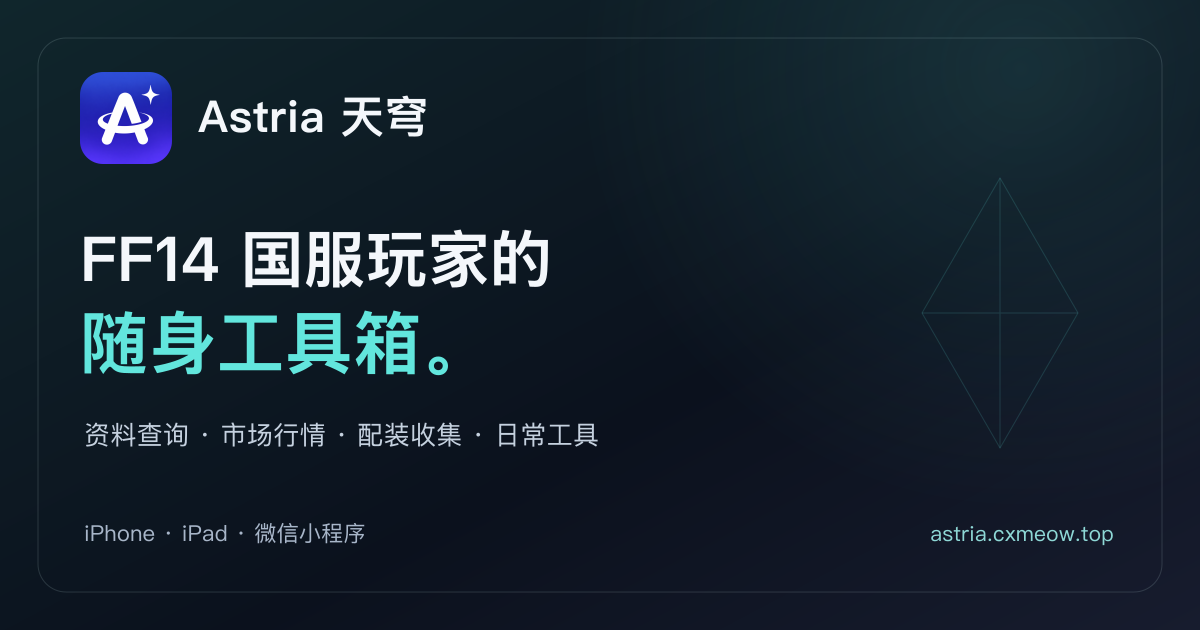 Astria 天穹
FF14 国服玩家的
随身工具箱。
资料查询 · 市场行情 · 配装收集 · 日常工具
iPhone · iPad · 微信小程序
astria.cxmeow.top